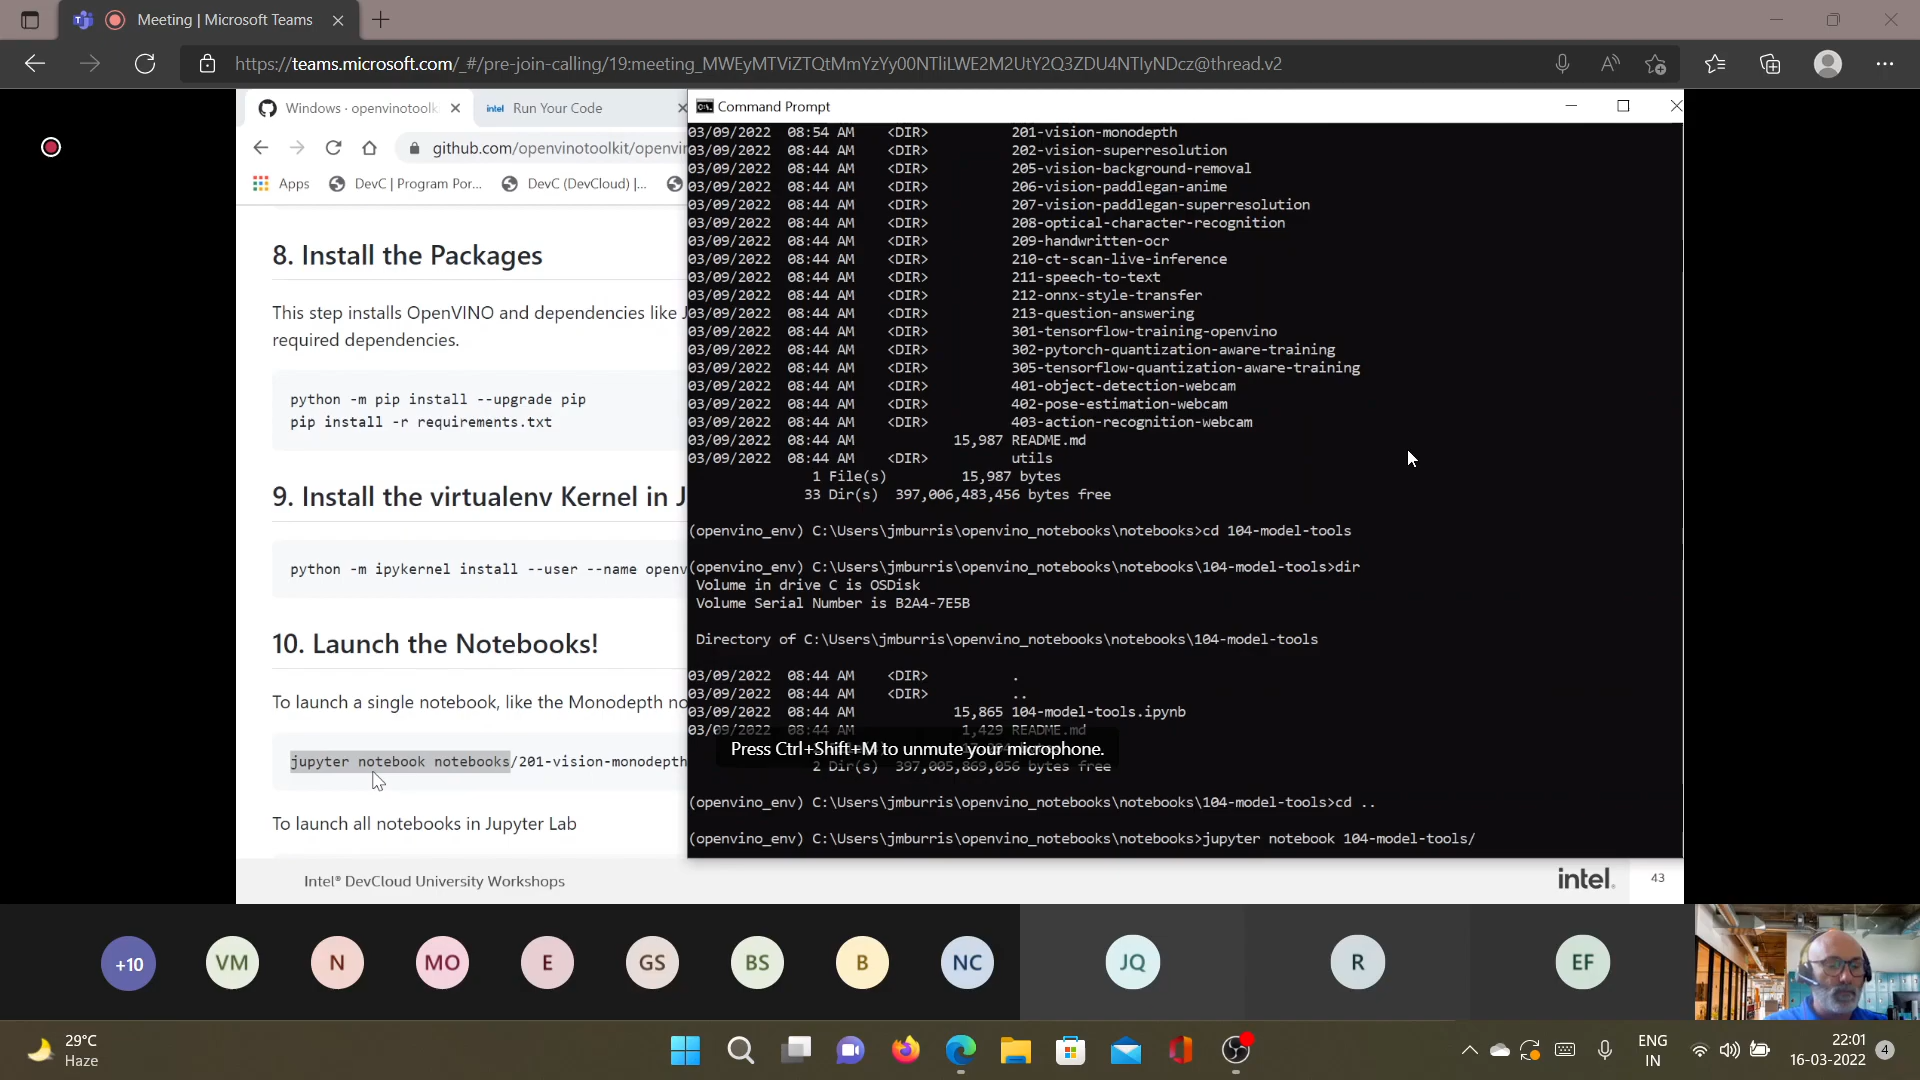 Meeting | Microsoft Teams
https://teams.microsoft.com/_#/pre-join-calling/19:meeting_MWEyMTViZTQtMmYzYy00NTliLWE2M2UtY2Q3ZDU4NTIyNDcz@thread.v2
Windows · openvinotoolk
intel Run Your Code
github.com/openvinotoolkit/openvi
Apps
DevC | Program Por...
DevC (DevCloud) |...
8. Install the Packages
This step installs OpenVINO and dependencies like J
required dependencies.
python -m pip install --upgrade pip
pip install -r requirements.txt
9. Install the virtualenv Kernel in J
python -m ipykernel install --user --name openv
10. Launch the Notebooks!
To launch a single notebook, like the Monodepth no
jupyter notebook notebooks/201-vision-monodepth
To launch all notebooks in Jupyter Lab
Command Prompt
03/09/2022 08:54 AM <DIR> 201-vision-monodepth
03/09/2022 08:44 AM <DIR> 202-vision-superresolution
03/09/2022 08:44 AM <DIR> 205-vision-background-removal
03/09/2022 08:44 AM <DIR> 206-vision-paddlegan-anime
03/09/2022 08:44 AM <DIR> 207-vision-paddlegan-superresolution
03/09/2022 08:44 AM <DIR> 208-optical-character-recognition
03/09/2022 08:44 AM <DIR> 209-handwritten-ocr
03/09/2022 08:44 AM <DIR> 210-ct-scan-live-inference
03/09/2022 08:44 AM <DIR> 211-speech-to-text
03/09/2022 08:44 AM <DIR> 212-onnx-style-transfer
03/09/2022 08:44 AM <DIR> 213-question-answering
03/09/2022 08:44 AM <DIR> 301-tensorflow-training-openvino
03/09/2022 08:44 AM <DIR> 302-pytorch-quantization-aware-training
03/09/2022 08:44 AM <DIR> 305-tensorflow-quantization-aware-training
03/09/2022 08:44 AM <DIR> 401-object-detection-webcam
03/09/2022 08:44 AM <DIR> 402-pose-estimation-webcam
03/09/2022 08:44 AM <DIR> 403-action-recognition-webcam
03/09/2022 08:44 AM 15,987 README.md
03/09/2022 08:44 AM <DIR> utils
1 File(s) 15,987 bytes
33 Dir(s) 397,006,483,456 bytes free
(openvino_env) C:\Users\jmburris\openvino_notebooks\notebooks>cd 104-model-tools
(openvino_env) C:\Users\jmburris\openvino_notebooks\notebooks\104-model-tools>dir
Volume in drive C is OSDisk
Volume Serial Number is B2A4-7E5B
Directory of C:\Users\jmburris\openvino_notebooks\notebooks\104-model-tools
03/09/2022 08:44 AM <DIR> .
03/09/2022 08:44 AM <DIR> ..
03/09/2022 08:44 AM 15,865 104-model-tools.ipynb
03/09/2022 08:44 AM 1,429 README.md
Press Ctrl+Shift+M to unmute your microphone.
2 Dir(s) 397,005,869,056 bytes free
(openvino_env) C:\Users\jmburris\openvino_notebooks\notebooks\104-model-tools>cd ..
(openvino_env) C:\Users\jmburris\openvino_notebooks\notebooks>jupyter notebook 104-model-tools/
Intel® DevCloud University Workshops
intel.
43
+10
VM
N
MO
E
GS
BS
B
NC
JQ
R
EF
29°C
Haze
ENG
IN
22:01
16-03-2022
4